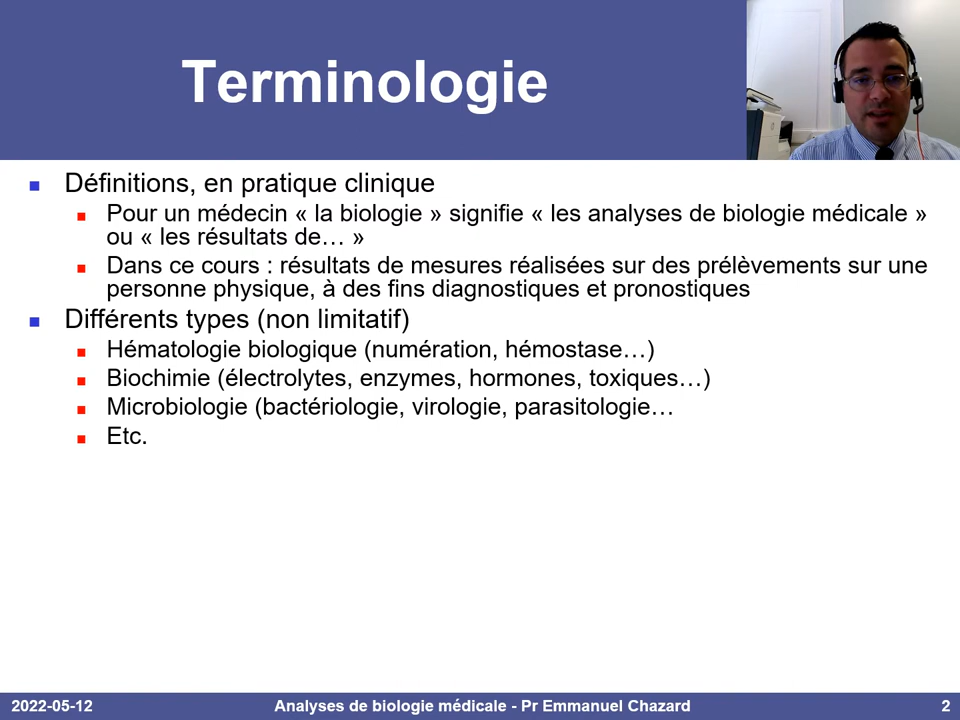 Terminologie
Définitions, en pratique clinique
Pour un médecin « la biologie » signifie « les analyses de biologie médicale »
ou « les résultats de… »
Dans ce cours : résultats de mesures réalisées sur des prélèvements sur une
personne physique, à des fins diagnostiques et pronostiques
Différents types (non limitatif)
Hématologie biologique (numération, hémostase…)
Biochimie (électrolytes, enzymes, hormones, toxiques…)
Microbiologie (bactériologie, virologie, parasitologie…
Etc.
2022-05-12 Analyses de biologie médicale - Pr Emmanuel Chazard 2